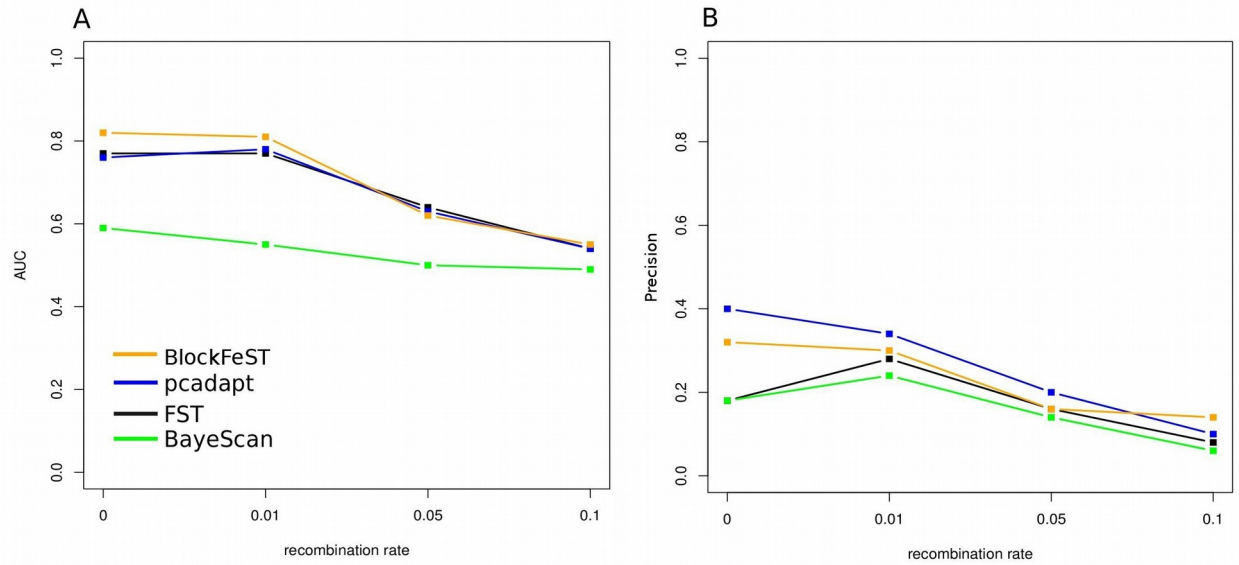 A
1.0
0.8
0.6
0.4
0.2
0.0
AUC
BlockFeST
pcadapt
FST
BayeScan
0 0.01 0.05 0.1
recombination rate
B
1.0
0.8
0.6
0.4
0.2
0.0
Precision
0 0.01 0.05 0.1
recombination rate